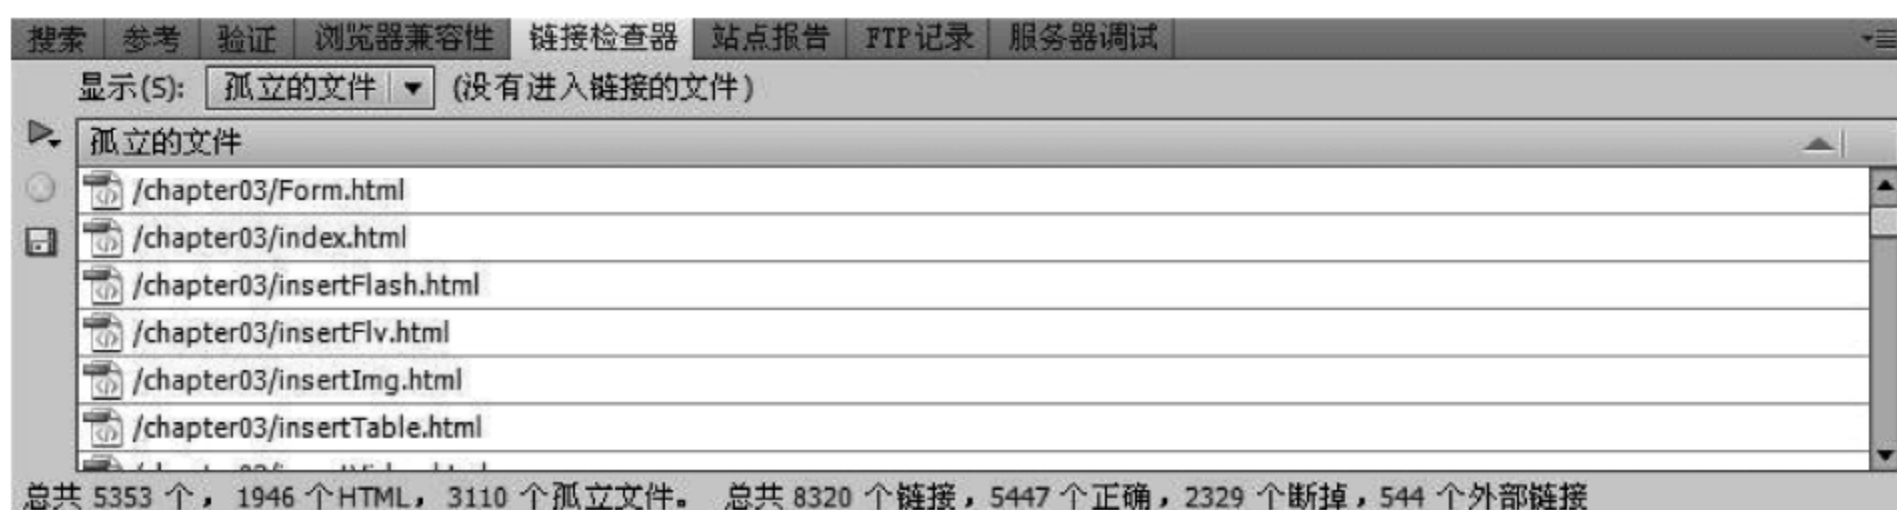 搜索 参考 验证 浏览器兼容性 链接检查器 站点报告 FTP记录 服务器调试
显示(S): 孤立的文件 (没有进入链接的文件)
孤立的文件
/chapter03/Form.html
/chapter03/index.html
/chapter03/insertFlash.html
/chapter03/insertFlv.html
/chapter03/insertImg.html
/chapter03/insertTable.html
总共 5353 个，1946 个HTML，3110 个孤立文件。 总共 8320 个链接，5447 个正确，2329 个断掉，544 个外部链接